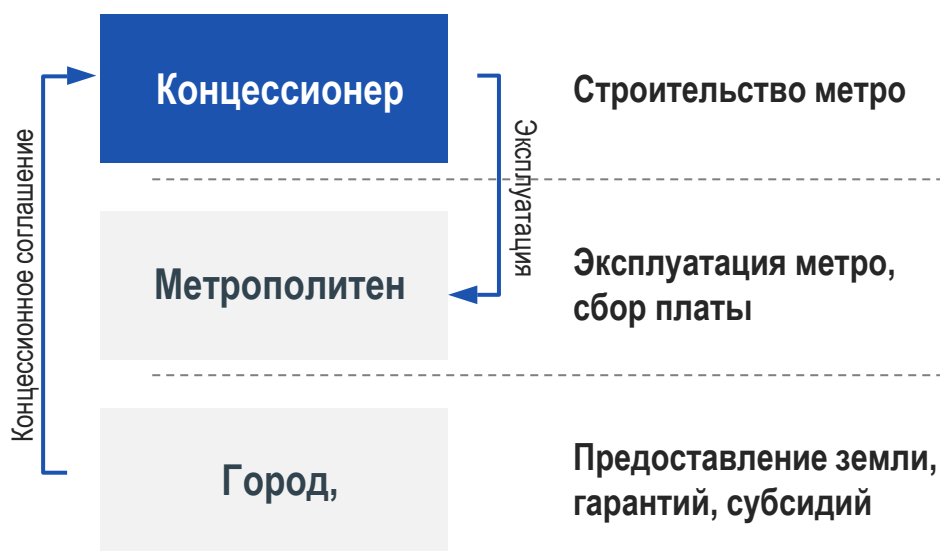 Концессионер
Строительство метро
Концессионное соглашение
Эксплуатация
Метрополитен
Эксплуатация метро,
сбор платы
Город,
Предоставление земли,
гарантий, субсидий